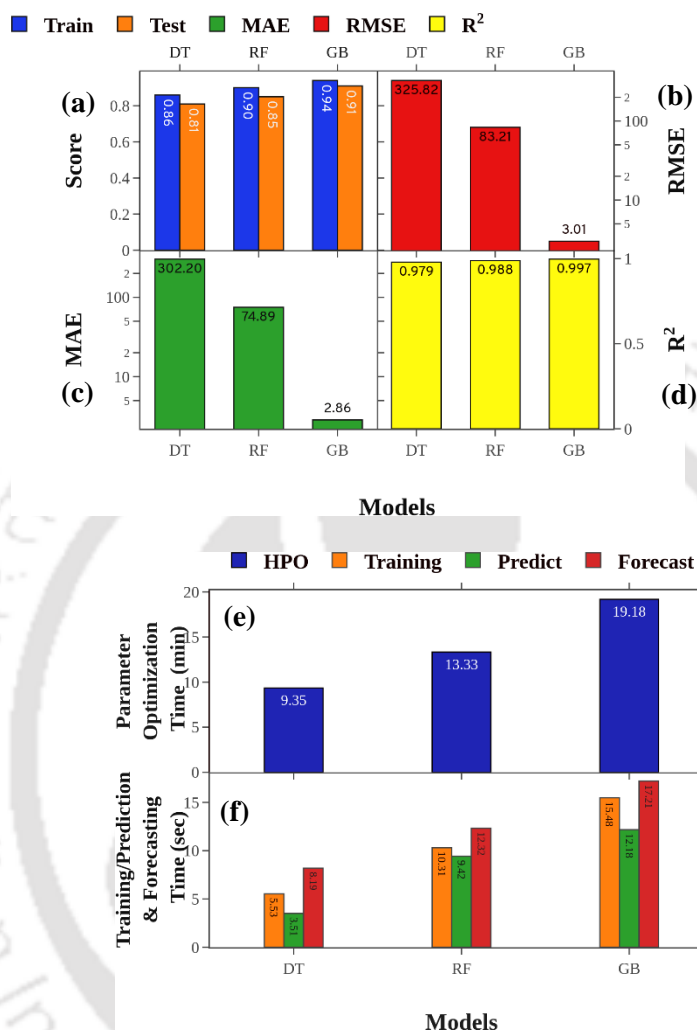 Train Test MAE RMSE R²
DT RF GB DT RF GB
(a) (b)
Score RMSE
0.8
0.6
0.4
0.2
0
0.86 0.81 0.90 0.85 0.94 0.91
325.82 83.21 3.01
2
100
5
2
10
5
MAE R²
(c) (d)
2
100
5
2
10
5
302.20 74.89 2.86
0.979 0.988 0.997
1
0.5
0
DT RF GB DT RF GB
Models
HPO Training Predict Forecast
(e)
Parameter
Optimization
Time (min)
20
15
10
5
0
9.35 13.33 19.18
(f)
Training/Prediction
& Forecasting
Time (sec)
15
10
5
0
5.53 3.51 8.19 10.31 9.42 12.32 15.48 12.18 17.21
DT RF GB
Models